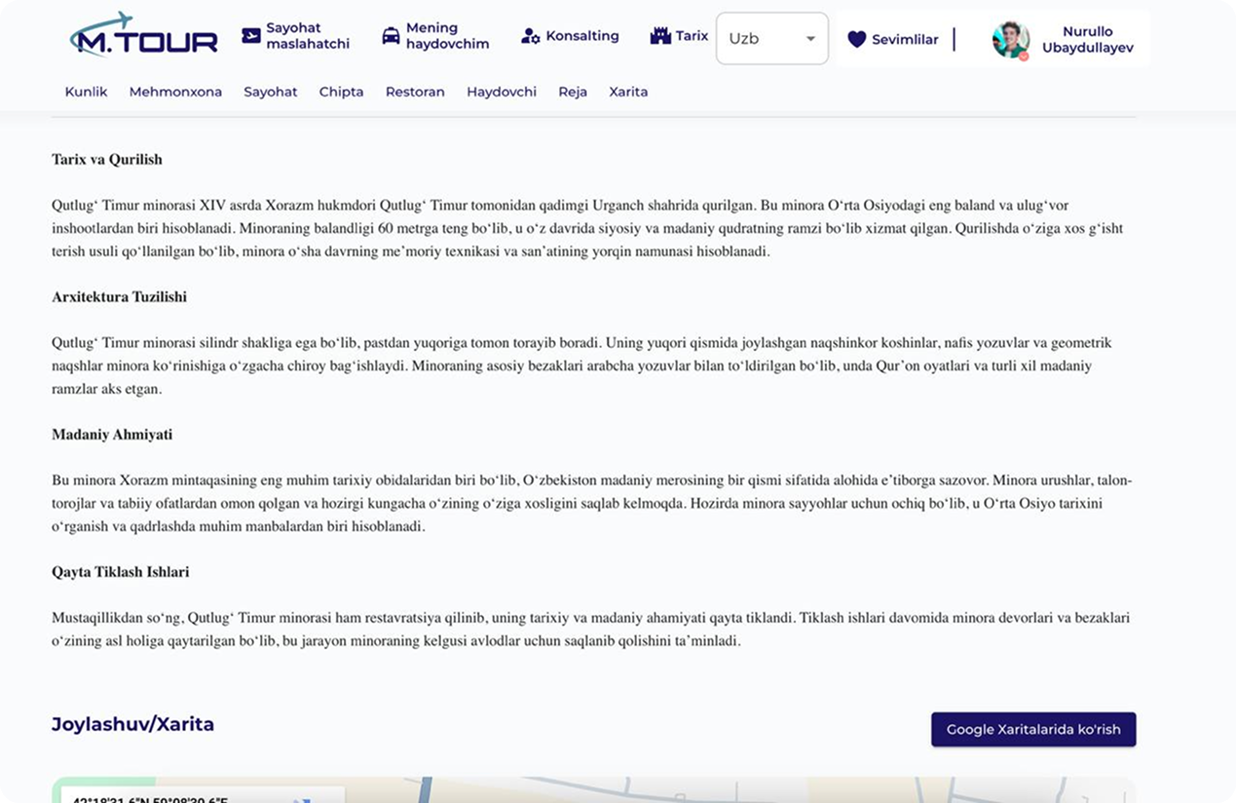 M.TOUR
Sayohat
maslahatchi
Mening
haydovchim
Konsalting
Tarix
Uzb
Sevimlilar
Nurullo
Ubaydullayev
Kunlik Mehmonxona Sayohat Chipta Restoran Haydovchi Reja Xarita
Tarix va Qurilish
Qutlug‘ Timur minorasi XIV asrda Xorazm hukmdori Qutlug‘ Timur tomonidan qadimgi Urganch shahrida qurilgan. Bu minora O‘rta Osiyodagi eng baland va ulug‘vor
inshootlardan biri hisoblanadi. Minoraning balandligi 60 metrga teng bo‘lib, u o‘z davrida siyosiy va madaniy qudratning ramzi bo‘lib xizmat qilgan. Qurilishda o‘ziga xos g‘isht
terish usuli qo‘llanilgan bo‘lib, minora o‘sha davrning me’moriy texnikasi va san’atining yorqin namunasi hisoblanadi.
Arxitektura Tuzilishi
Qutlug‘ Timur minorasi silindr shakliga ega bo‘lib, pastdan yuqoriga tomon torayib boradi. Uning yuqori qismida joylashgan naqshinkor koshinlar, nafis yozuvlar va geometrik
naqshlar minora ko‘rinishiga o‘zgacha chiroy bag‘ishlaydi. Minoraning asosiy bezaklari arabcha yozuvlar bilan to‘ldirilgan bo‘lib, unda Qur’on oyatlari va turli xil madaniy
ramzlar aks etgan.
Madaniy Ahmiyati
Bu minora Xorazm mintaqasining eng muhim tarixiy obidalaridan biri bo‘lib, O‘zbekiston madaniy merosining bir qismi sifatida alohida e’tiborga sazovor. Minora urushlar, talon-
torojlar va tabiiy ofatlardan omon qolgan va hozirgi kungacha o‘zining o‘ziga xosligini saqlab kelmoqda. Hozirda minora sayyohlar uchun ochiq bo‘lib, u O‘rta Osiyo tarixini
o‘rganish va qadrlashda muhim manbalardan biri hisoblanadi.
Qayta Tiklash Ishlari
Mustaqillikdan so‘ng, Qutlug‘ Timur minorasi ham restavratsiya qilinib, uning tarixiy va madaniy ahamiyati qayta tiklandi. Tiklash ishlari davomida minora devorlari va bezaklari
o‘zining asl holiga qaytarilgan bo‘lib, bu jarayon minoraning kelgusi avlodlar uchun saqlanib qolishini ta’minladi.
Joylashuv/Xarita
Google Xaritalarida ko'rish
42°18'31.6"N 59°08'39.6"E